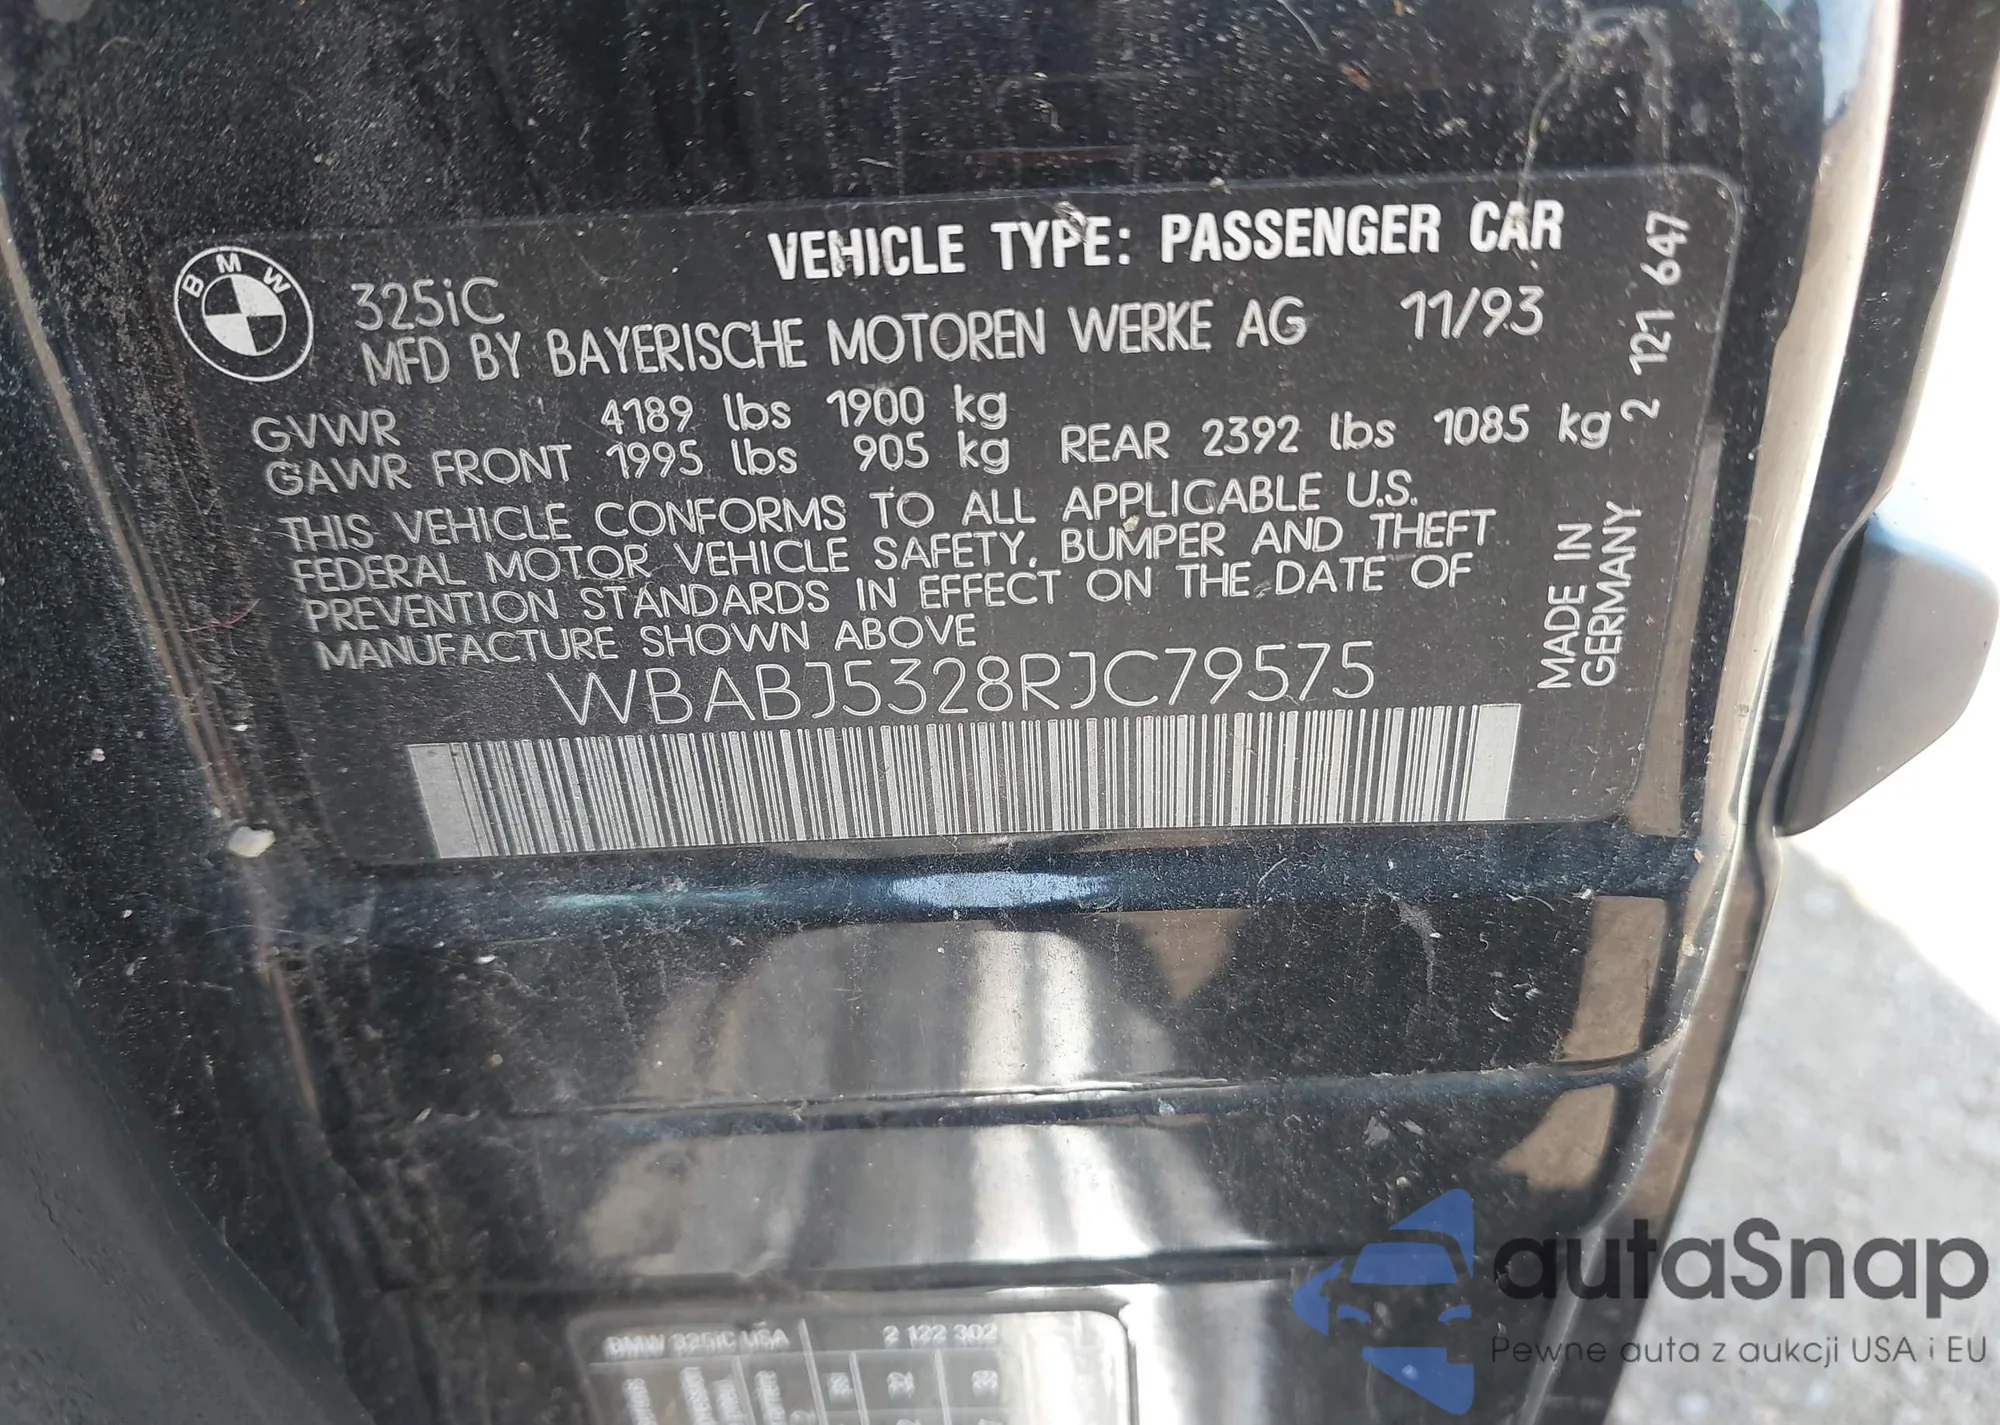 BMW
325iC
VEHICLE TYPE: PASSENGER CAR
MFD BY BAYERISCHE MOTOREN WERKE AG 11/93
GVWR 4189 lbs 1900 kg
GAWR FRONT 1995 lbs 905 kg REAR 2392 lbs 1085 kg
THIS VEHICLE CONFORMS TO ALL APPLICABLE U.S.
FEDERAL MOTOR VEHICLE SAFETY, BUMPER AND THEFT
PREVENTION STANDARDS IN EFFECT ON THE DATE OF
MANUFACTURE SHOWN ABOVE
WBABJ5328RJC79575
2 121 647
MADE IN
GERMANY
BMW 325iC USA 2 122 302
autaSnap
Pewne auta z aukcji USA i EU